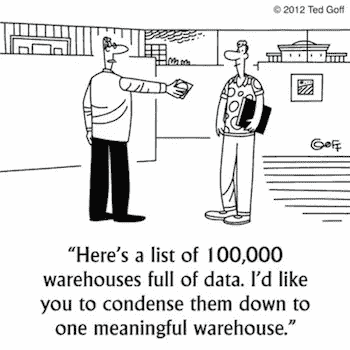 © 2012 Ted Goff
GOFF
“Here’s a list of 100,000
warehouses full of data. I’d like
you to condense them down to
one meaningful warehouse.”